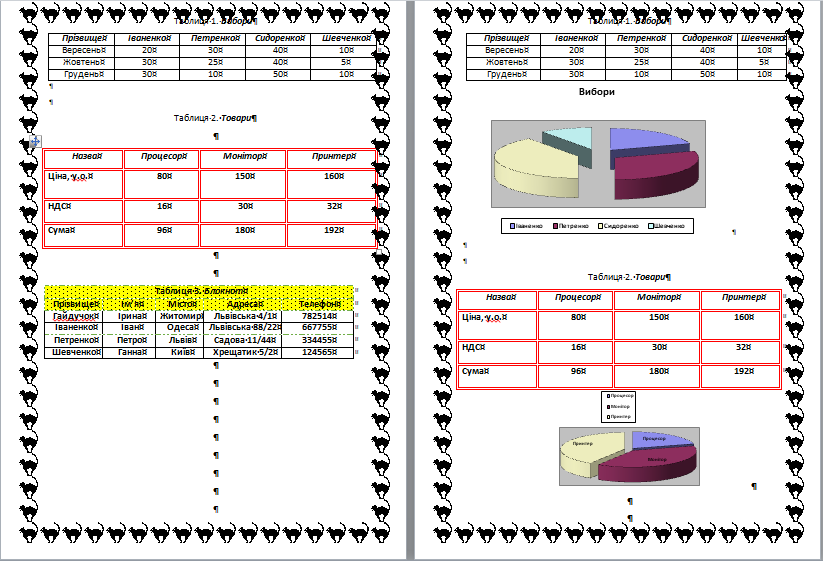 Таблиця 1. Вибори
Прізвище Іваненко Петренко Сидоренко Шевченко
Вересень 20 30 40 10
Жовтень 30 25 40 5
Грудень 30 10 50 10
Таблиця 2. Товари
Назва Процесор Монітор Принтер
Ціна, у.о. 80 150 160
НДС 16 30 32
Сума 96 180 192
Таблиця 3. Блокнот
Прізвище Ім'я Місто Адреса Телефон
Гайдучок Ірина Житомир Львівська 4/1 782514
Іваненко Іван Одеса Львівська 88/22 667755
Петренко Петро Львів Садова 11/44 334455
Шевченко Ганна Київ Хрещатик 5/2 124565
Таблиця 1. Вибори
Прізвище Іваненко Петренко Сидоренко Шевченко
Вересень 20 30 40 10
Жовтень 30 25 40 5
Грудень 30 10 50 10
Вибори
Іваненко Петренко Сидоренко Шевченко
Таблиця 2. Товари
Назва Процесор Монітор Принтер
Ціна, у.о. 80 150 160
НДС 16 30 32
Сума 96 180 192
Процесор
Монітор
Принтер
Принтер Процесор
Монітор